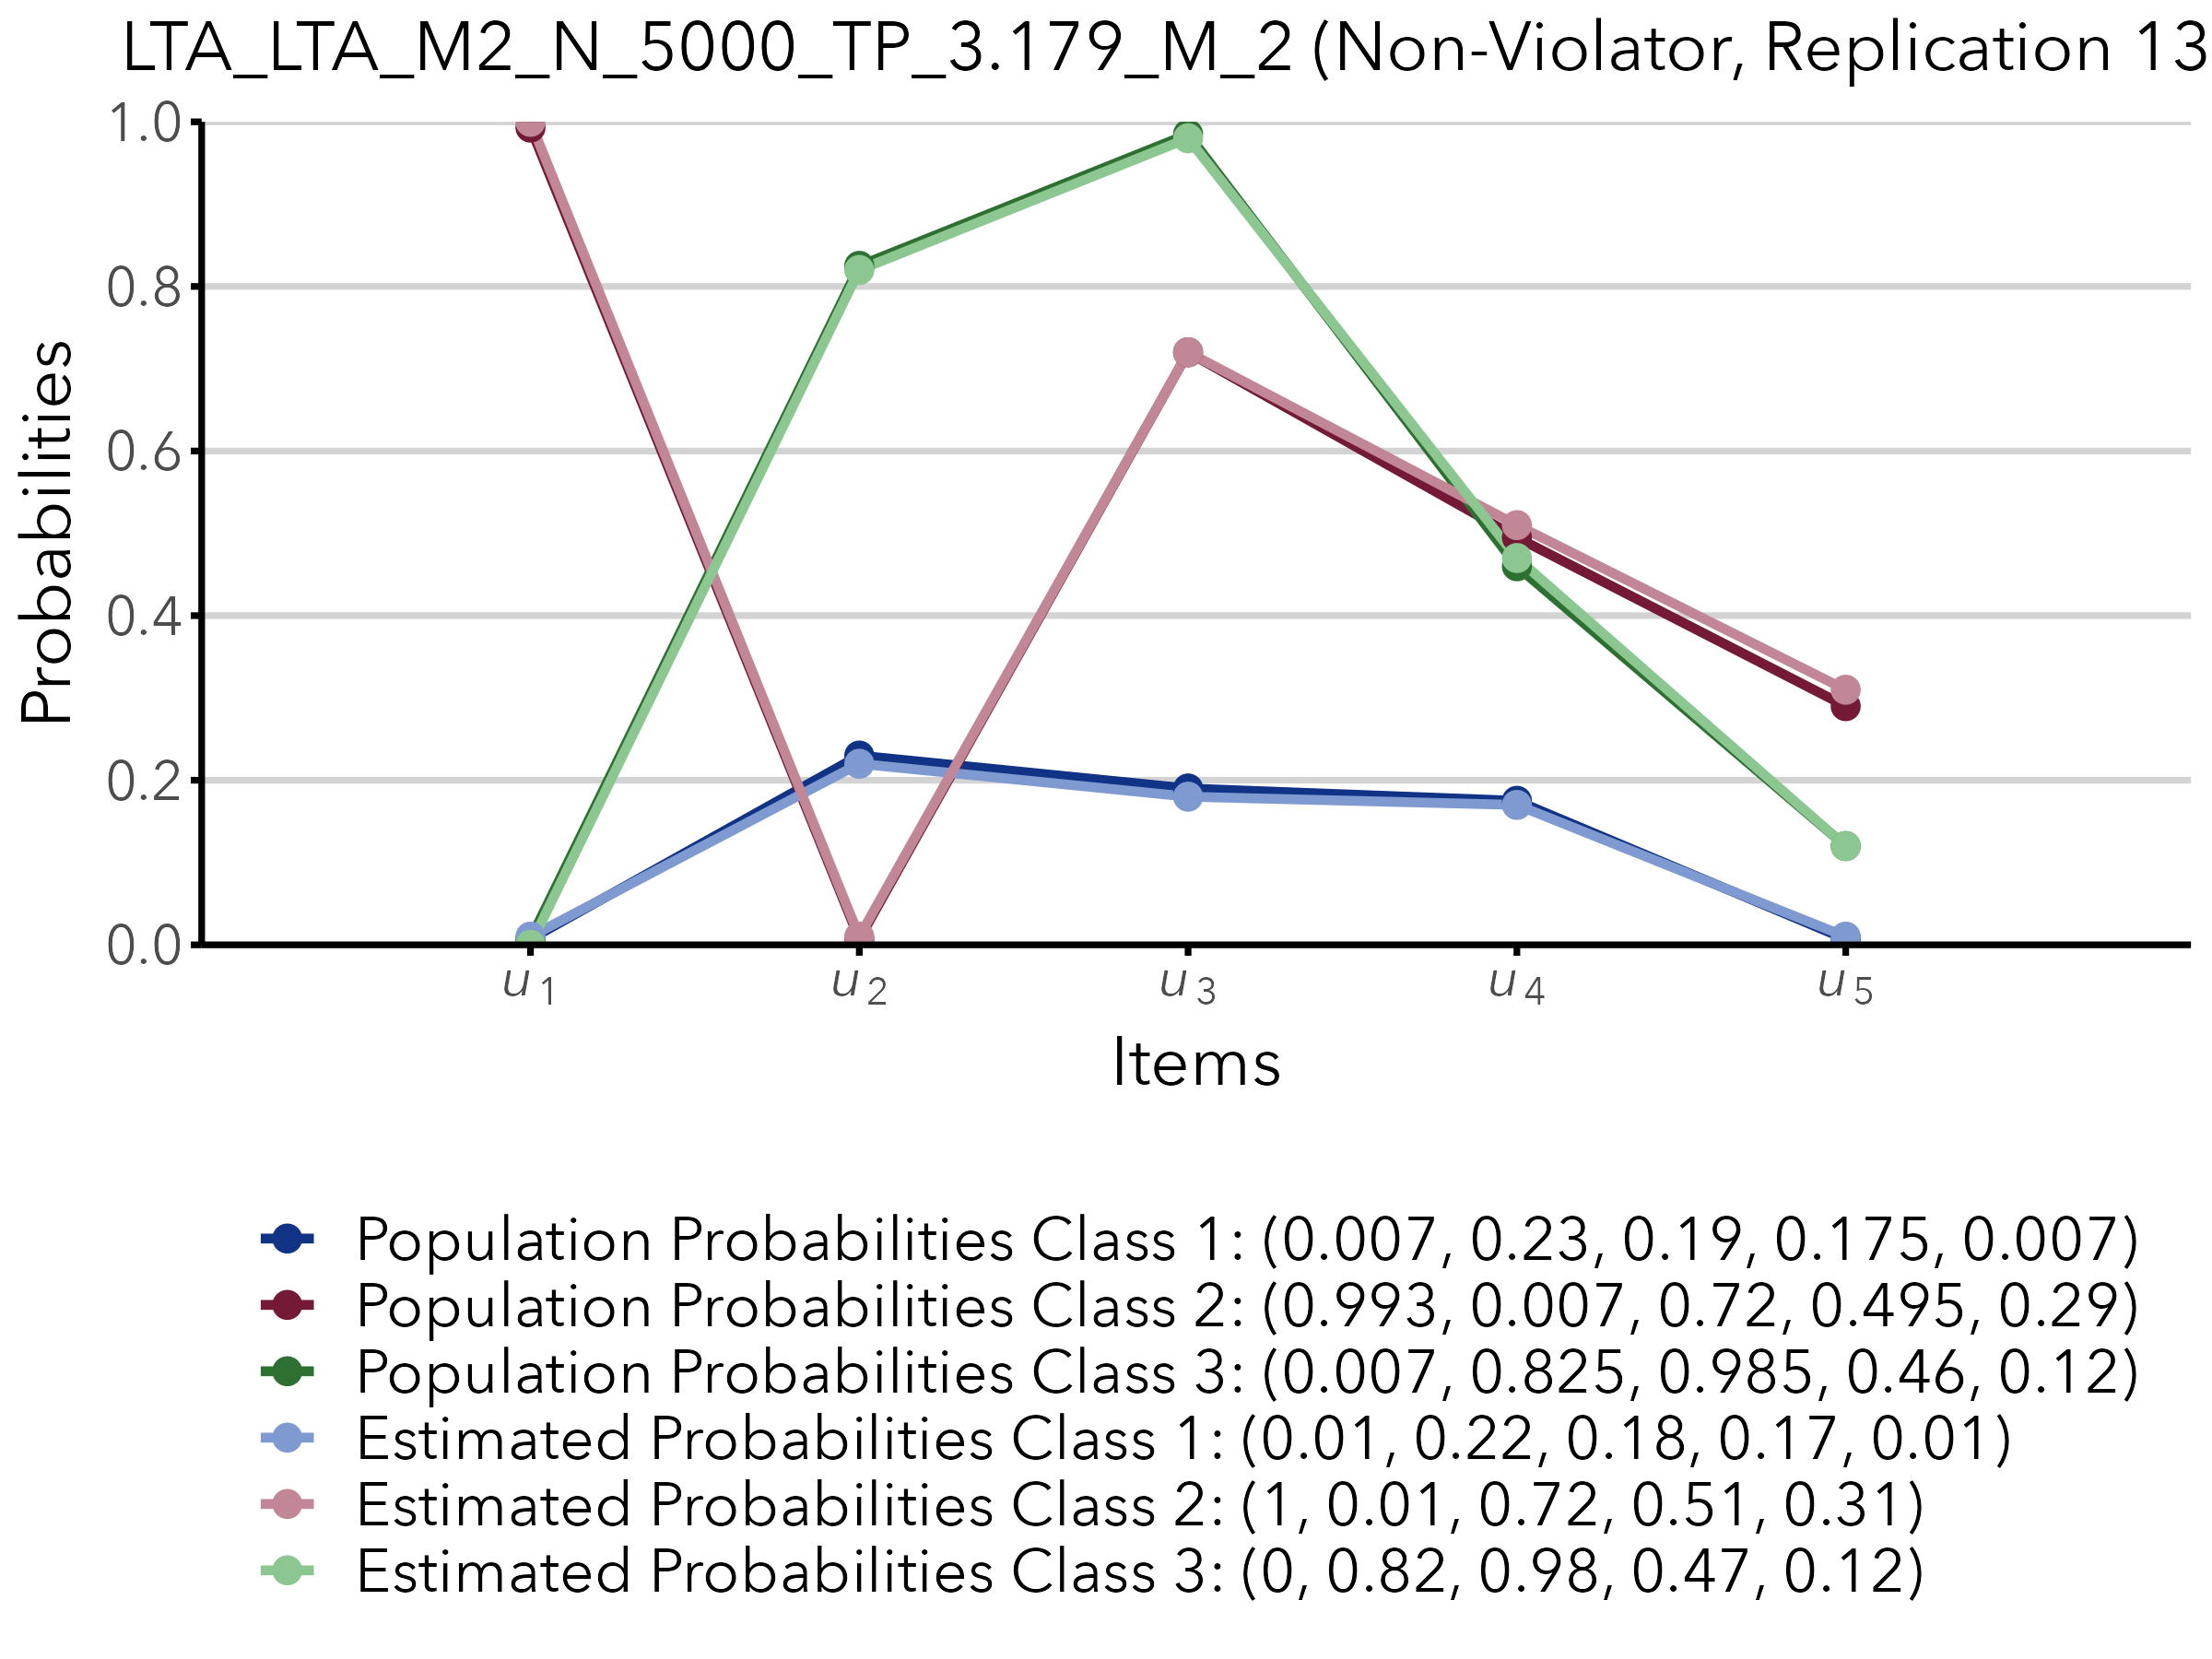 LTA_LTA_M2_N_5000_TP_3.179_M_2 (Non-Violator, Replication 13
1.0
0.8
0.6
0.4
0.2
0.0
Probabilities
u1 u2 u3 u4 u5
Items
Population Probabilities Class 1: (0.007, 0.23, 0.19, 0.175, 0.007)
Population Probabilities Class 2: (0.993, 0.007, 0.72, 0.495, 0.29)
Population Probabilities Class 3: (0.007, 0.825, 0.985, 0.46, 0.12)
Estimated Probabilities Class 1: (0.01, 0.22, 0.18, 0.17, 0.01)
Estimated Probabilities Class 2: (1, 0.01, 0.72, 0.51, 0.31)
Estimated Probabilities Class 3: (0, 0.82, 0.98, 0.47, 0.12)